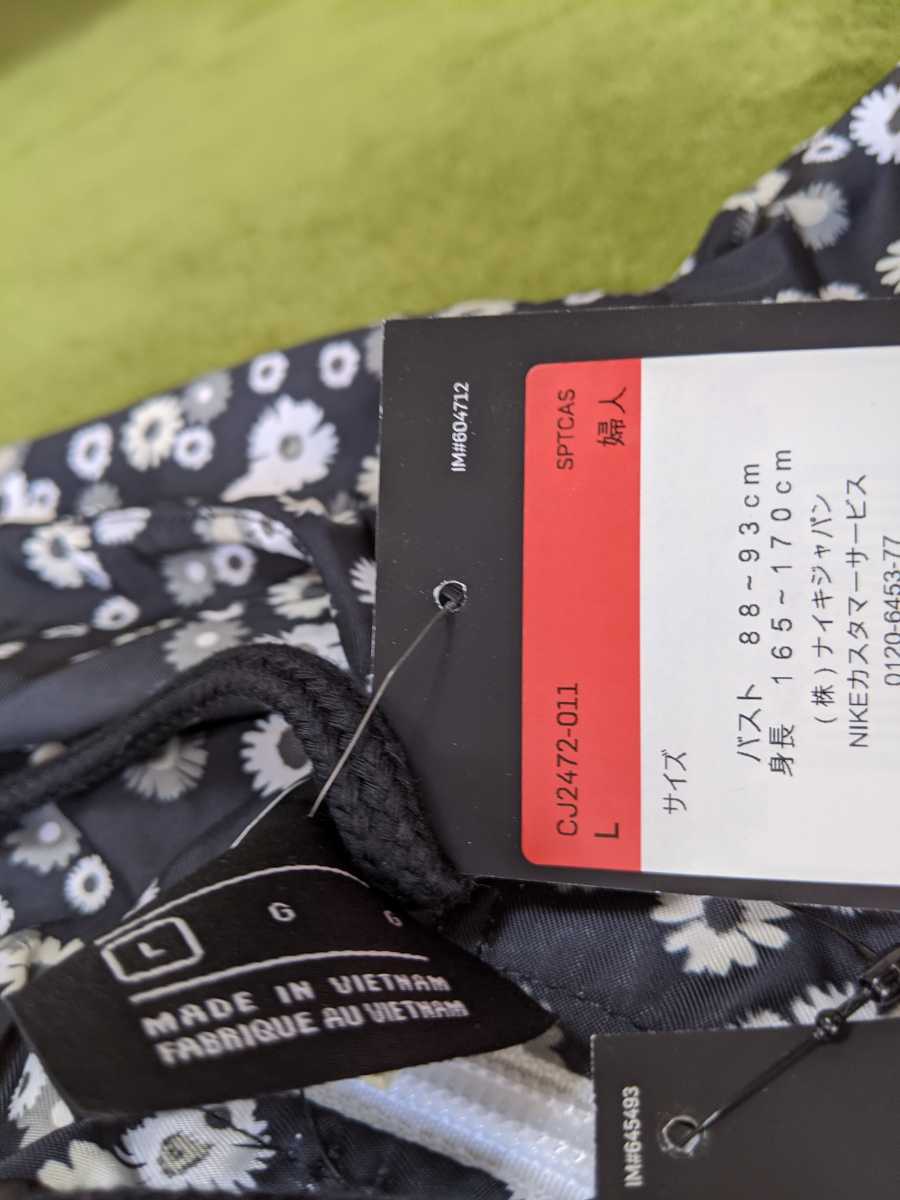 IM#604712
CJ2472-011 SPTCAS
L 婦人
サイズ
バスト 88~93cm
身長 165~170cm
(株)ナイキジャパン
NIKEカスタマーサービス
0120-6453-77
L G G
MADE IN VIETNAM
FABRIQUE AU VIETNAM
IM#645493